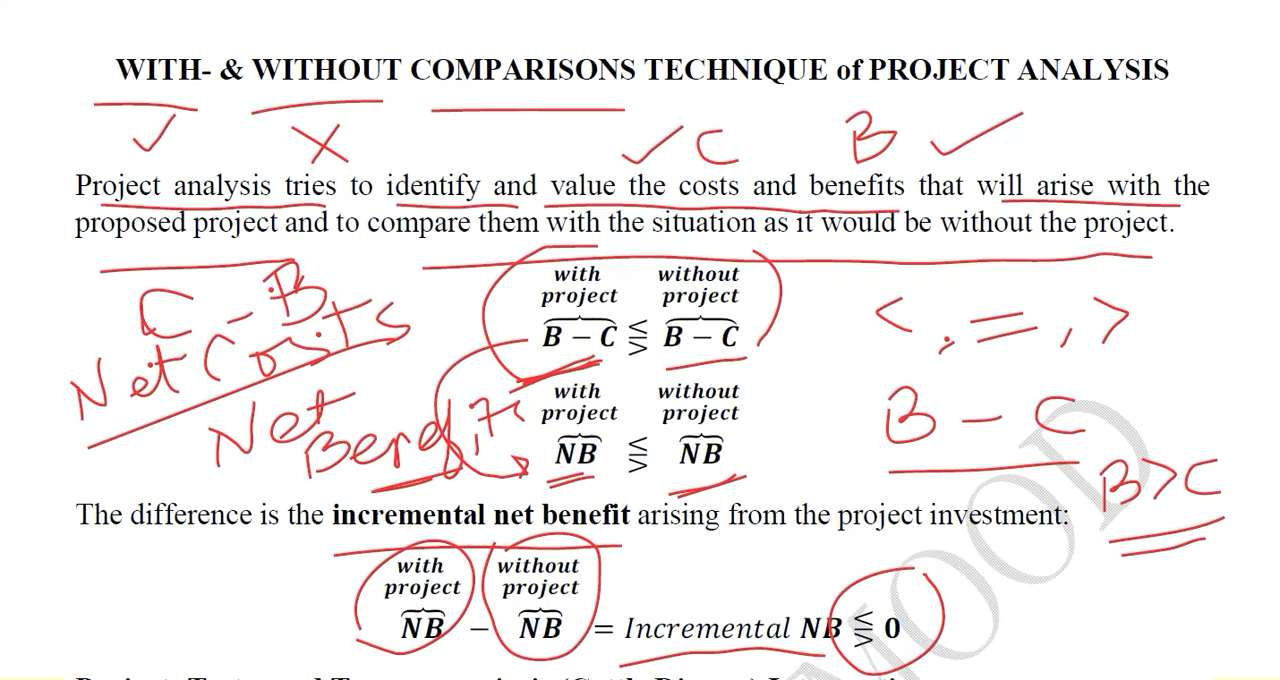 WITH- & WITHOUT COMPARISONS TECHNIQUE of PROJECT ANALYSIS
✓ X ✓ C B ✓
Project analysis tries to identify and value the costs and benefits that will arise with the
proposed project and to compare them with the situation as it would be without the project.
with project without project
B − C ⋚ B − C
C - B
Net Costs
< , = , >
with project without project
NB ⋚ NB
Net
Benefits
B - C
B > C
The difference is the incremental net benefit arising from the project investment:
with project without project
NB − NB = Incremental NB ⋚ 0
MOOD